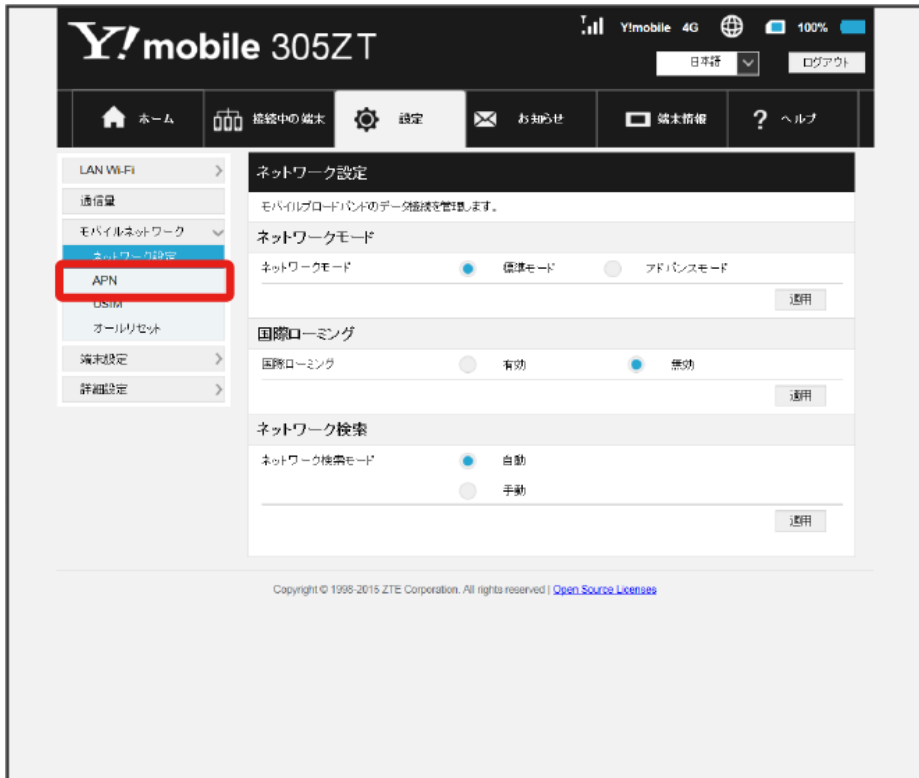 Y! mobile 305ZT
Y!mobile 4G 100%
日本語
ログアウト
ホーム
接続中の端末
設定
お知らせ
端末情報
? ヘルプ
LAN Wi-Fi
通信量
モバイルネットワーク
ネットワーク設定
APN
USIM
オールリセット
端末設定
詳細設定
ネットワーク設定
モバイルブロードバンドのデータ接続を管理します。
ネットワークモード
ネットワークモード 標準モード アドバンスモード
適用
国際ローミング
国際ローミング 有効 無効
適用
ネットワーク検索
ネットワーク検索モード 自動
手動
適用
Copyright © 1998-2015 ZTE Corporation. All rights reserved | Open Source Licenses